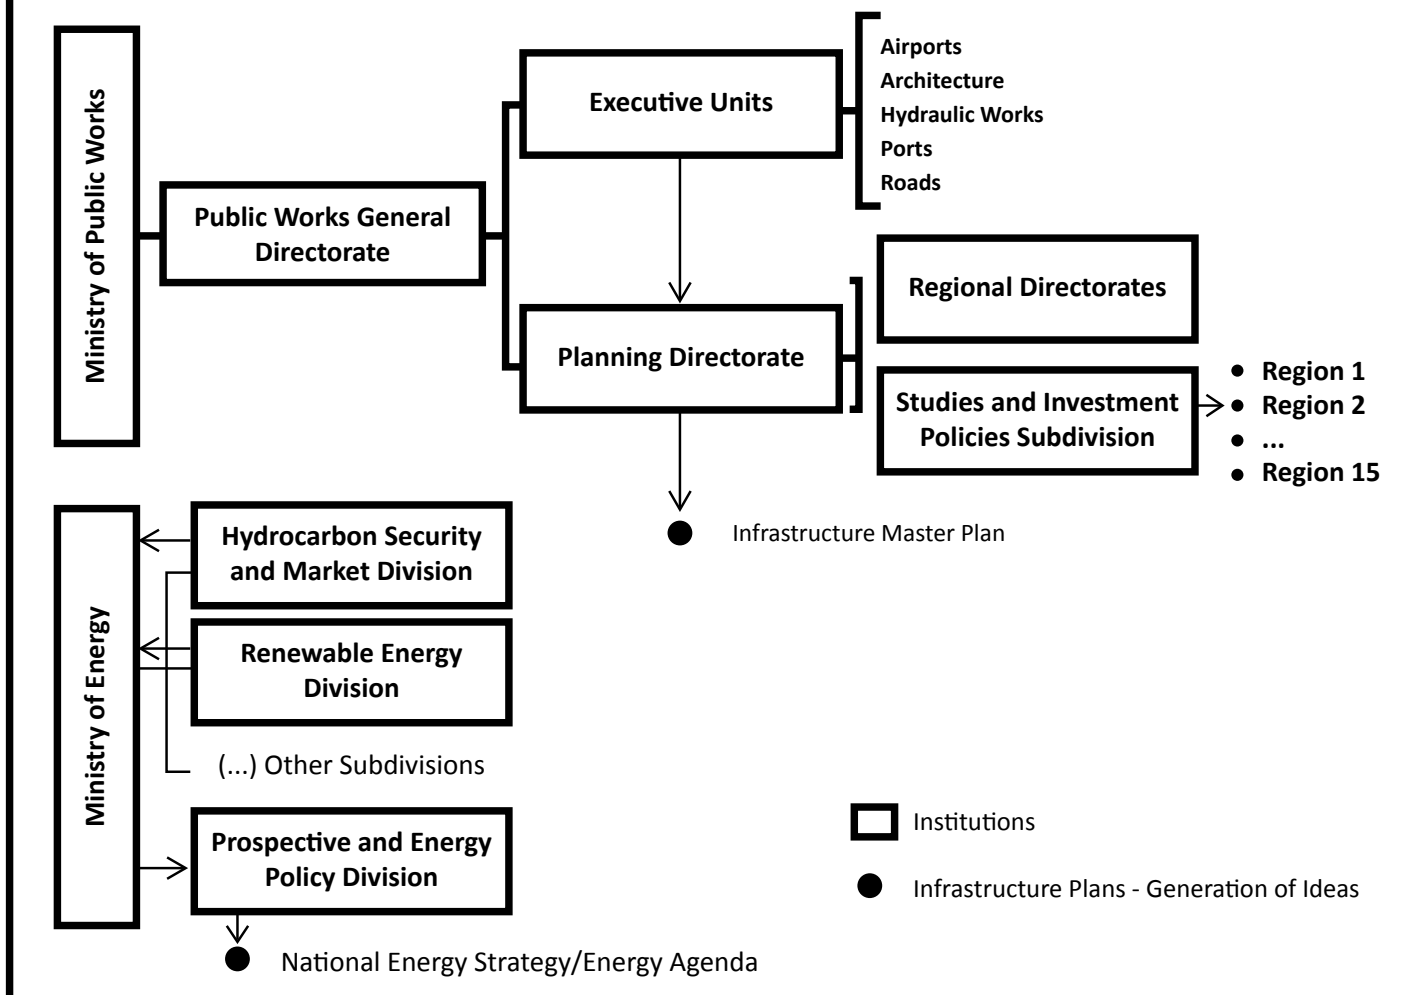 Ministry of Public Works
Public Works General
Directorate
Executive Units
Airports
Architecture
Hydraulic Works
Ports
Roads
Planning Directorate
Regional Directorates
Studies and Investment
Policies Subdivision
• Region 1
• Region 2
• ...
• Region 15
Infrastructure Master Plan
Ministry of Energy
Hydrocarbon Security
and Market Division
Renewable Energy
Division
(...) Other Subdivisions
Prospective and Energy
Policy Division
National Energy Strategy/Energy Agenda
Institutions
Infrastructure Plans - Generation of Ideas